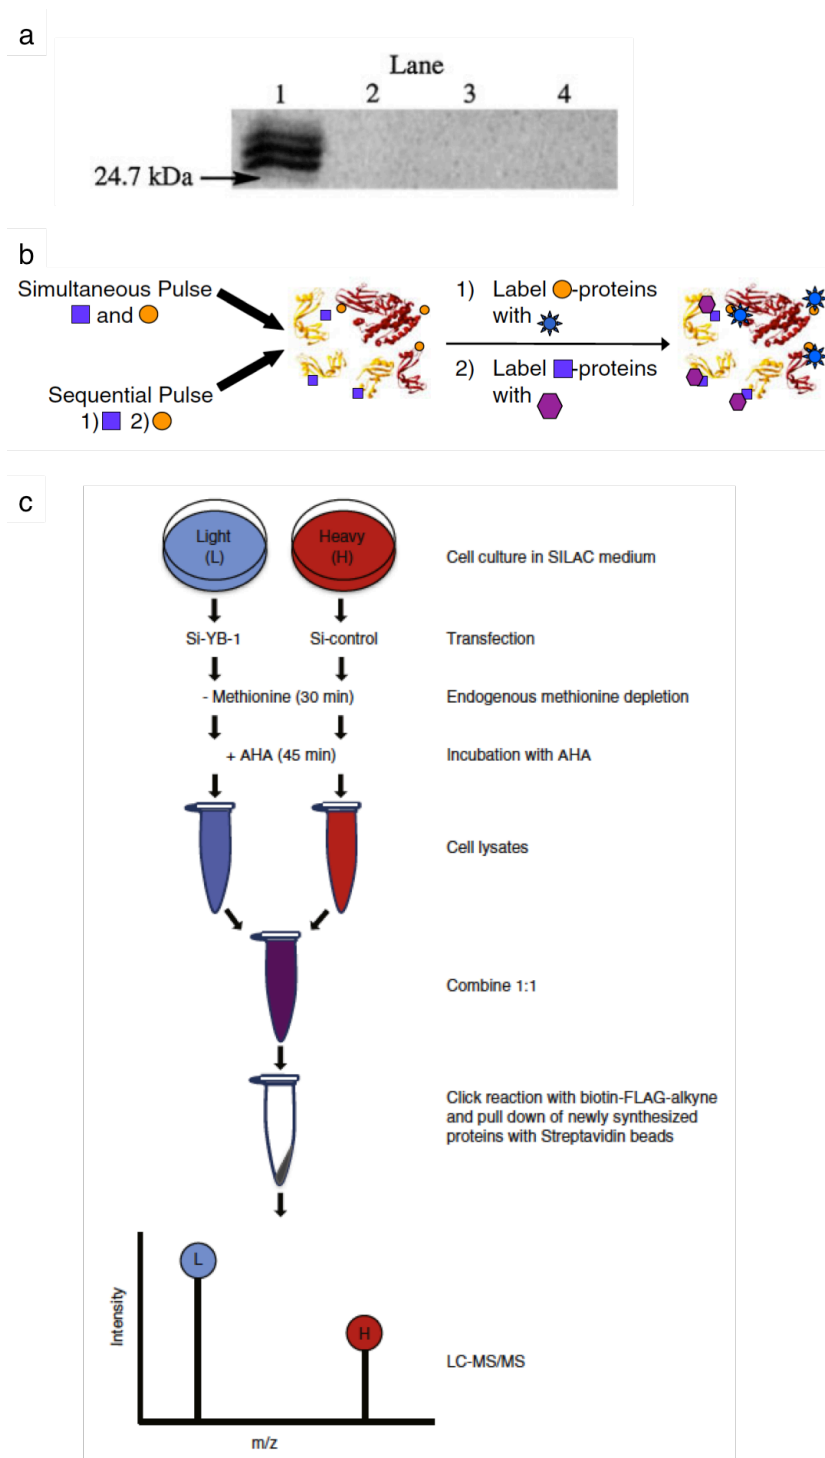 a
Lane
1 2 3 4
24.7 kDa
b
Simultaneous Pulse
and
Sequential Pulse
1) 2)
1) Label -proteins
with
2) Label -proteins
with
c
Light
(L)
Heavy
(H)
Cell culture in SILAC medium
Si-YB-1
Si-control
Transfection
- Methionine (30 min)
Endogenous methionine depletion
+ AHA (45 min)
Incubation with AHA
Cell lysates
Combine 1:1
Click reaction with biotin-FLAG-alkyne
and pull down of newly synthesized
proteins with Streptavidin beads
L
H
Intensity
LC-MS/MS
m/z